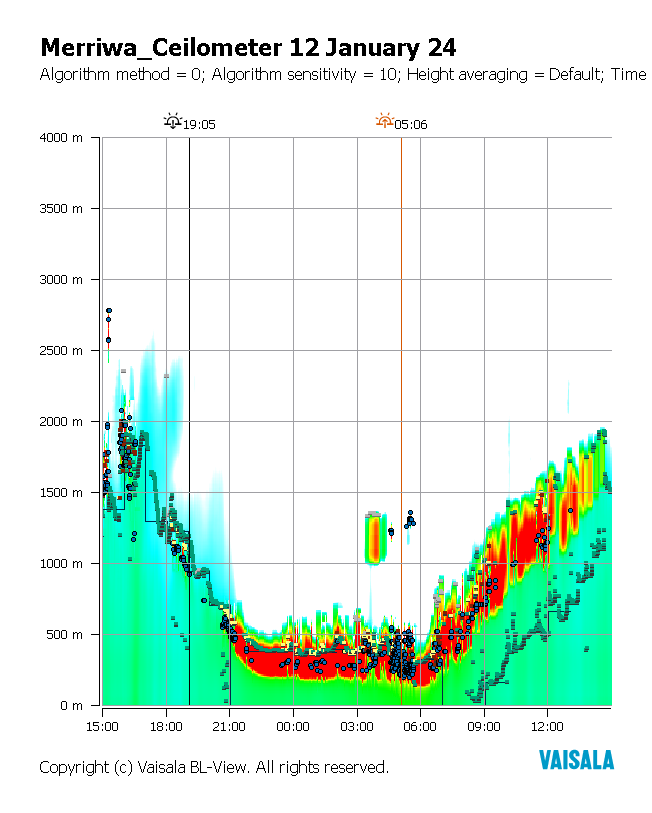 Merriwa_Ceilometer 12 January 24
Algorithm method = 0; Algorithm sensitivity = 10; Height averaging = Default; Time
19:05 05:06
4000 m
3500 m
3000 m
2500 m
2000 m
1500 m
1000 m
500 m
0 m
15:00 18:00 21:00 00:00 03:00 06:00 09:00 12:00
VAISALA
Copyright (c) Vaisala BL-View. All rights reserved.